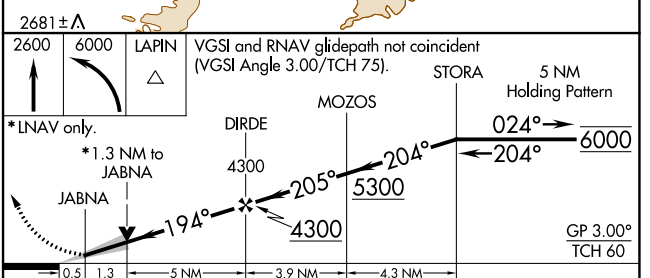 2681±
2600 6000 LAPIN
VGSI and RNAV glidepath not coincident
(VGSI Angle 3.00/TCH 75).
STORA
5 NM
Holding Pattern
MOZOS
*LNAV only.
DIRDE
024°
6000
204°
*1.3 NM to
JABNA
4300
204°
205°
5300
JABNA
194°
4300
GP 3.00°
TCH 60
0.5 1.3 5 NM 3.9 NM 4.3 NM